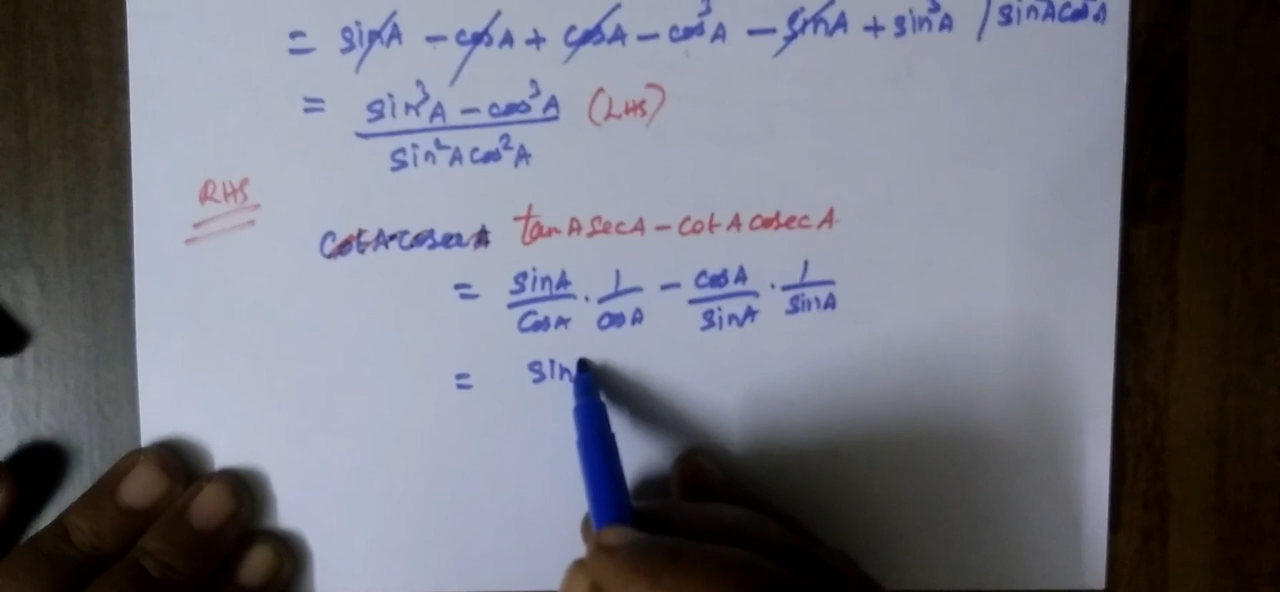 = sinA - cosA + cosA - cos³A - sinA + sin³A / sinAcosA
= sin³A - cos³A / sin²A cos²A (LHS)
RHS
cotA cosecA tanA secA - cotA cosecA
= sinA/cosA . 1/cosA - cosA/sinA . 1/sinA
= sin